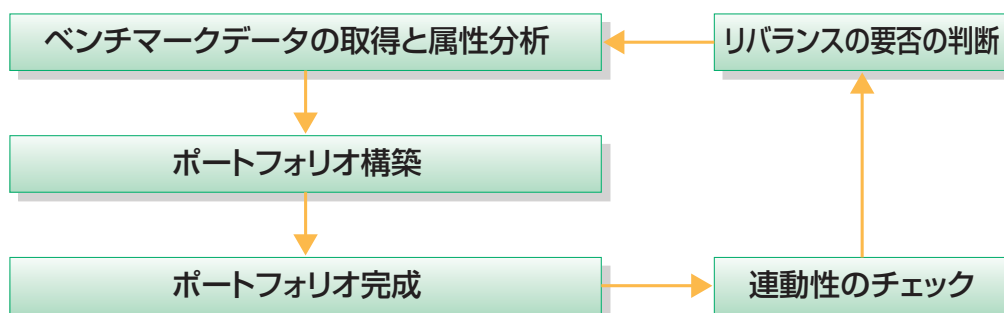 ベンチマークデータの取得と属性分析
リバランスの要否の判断
ポートフォリオ構築
ポートフォリオ完成
連動性のチェック